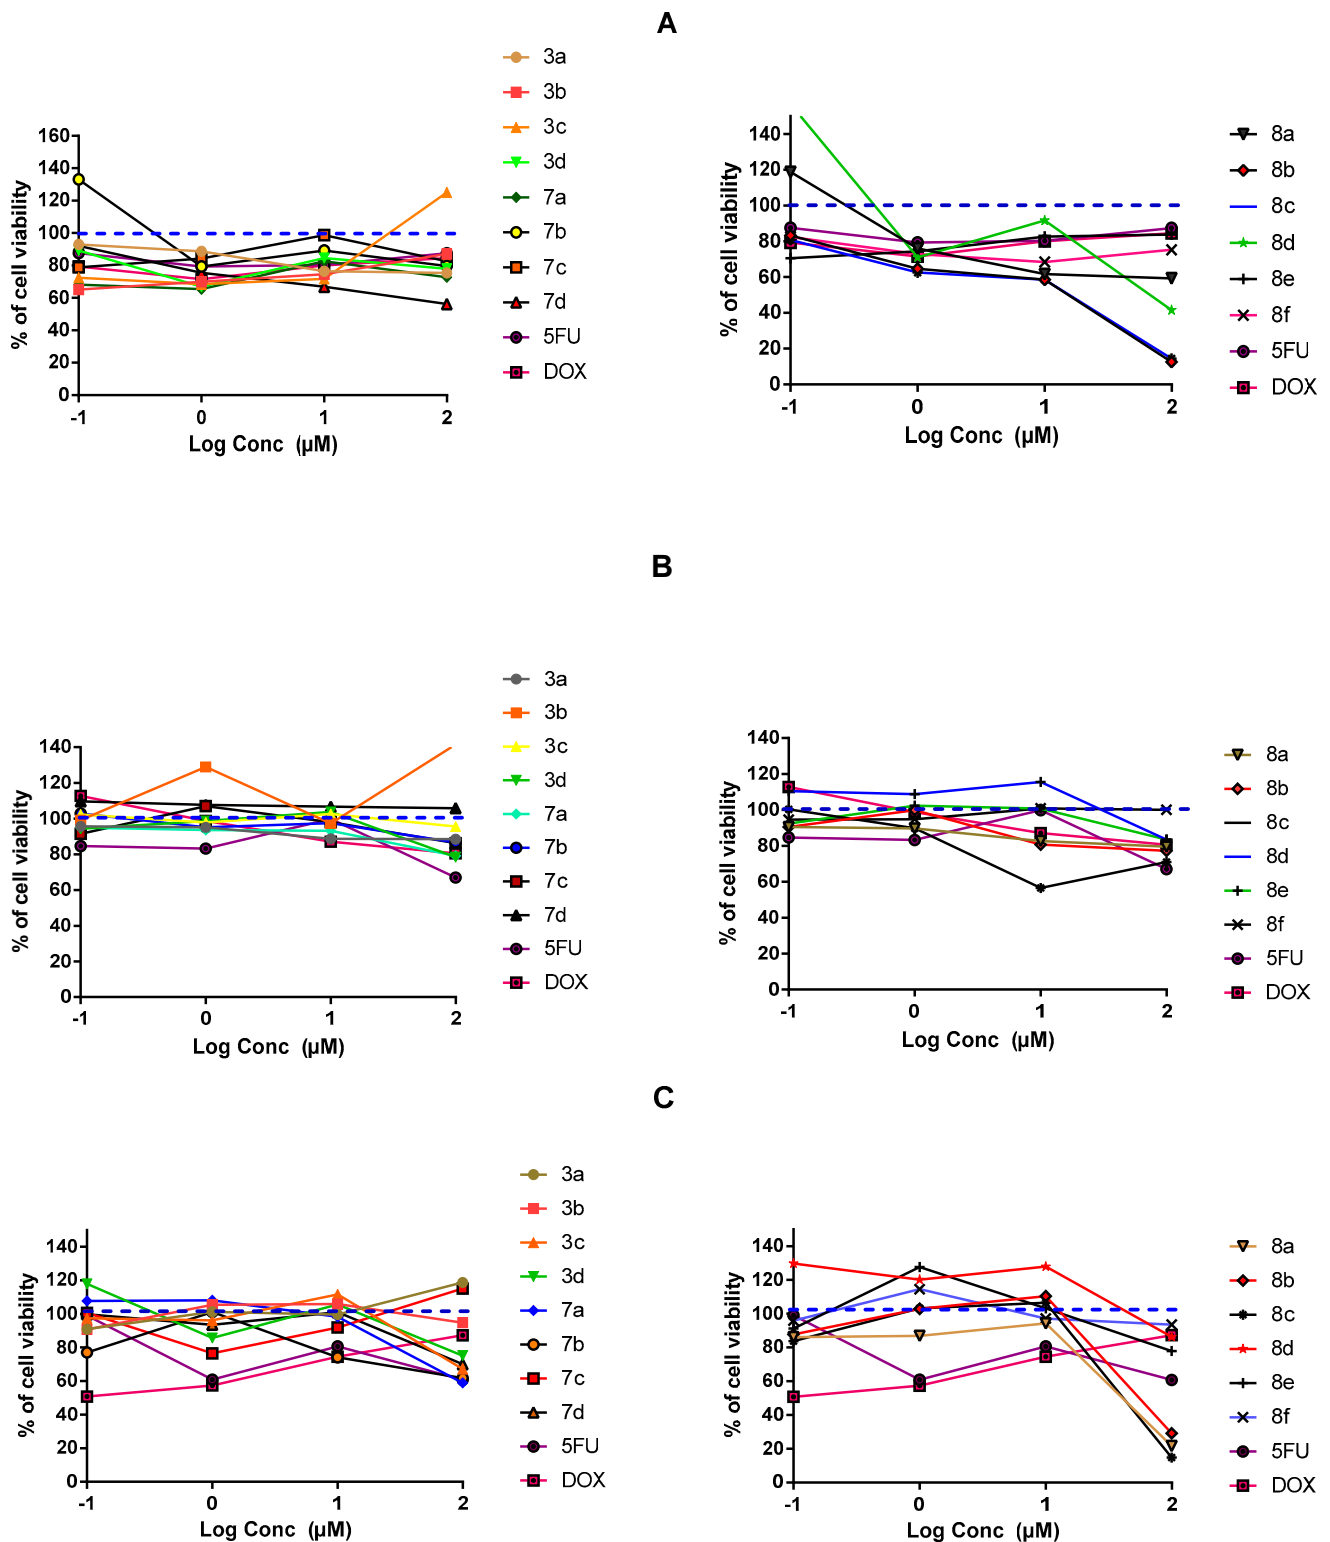 A
3a
3b
3c
3d
7a
7b
7c
7d
5FU
DOX
160
140
120
100
80
60
40
20
0
-1
0
1
2
% of cell viability
Log Conc (µM)
8a
8b
8c
8d
8e
8f
5FU
DOX
140
120
100
80
60
40
20
0
-1
0
1
2
% of cell viability
Log Conc (µM)
B
3a
3b
3c
3d
7a
7b
7c
7d
5FU
DOX
140
120
100
80
60
40
20
0
-1
0
1
2
% of cell viability
Log Conc (µM)
8a
8b
8c
8d
8e
8f
5FU
DOX
140
120
100
80
60
40
20
0
-1
0
1
2
% of cell viability
Log Conc (µM)
C
3a
3b
3c
3d
7a
7b
7c
7d
5FU
DOX
140
120
100
80
60
40
20
0
-1
0
1
2
% of cell viability
Log Conc (µM)
8a
8b
8c
8d
8e
8f
5FU
DOX
140
120
100
80
60
40
20
0
-1
0
1
2
% of cell viability
Log Conc (µM)